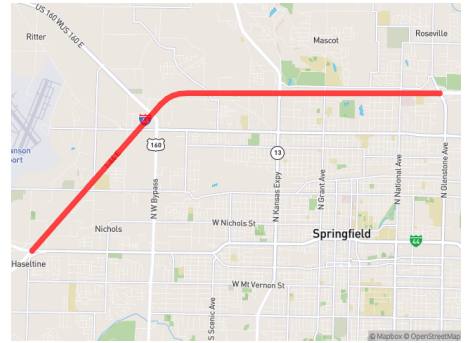 US 160 W
US 160 E
Ritter
Mascot
Roseville
anson
port
160
13
N W Bypass
N Kansas Expy
N Grant Ave
N National Ave
N Glenstone Ave
Nichols
W Nichols St
Springfield
44
Haseltine
W Mt Vernon St
S Scenic Ave
© Mapbox © OpenStreetMap